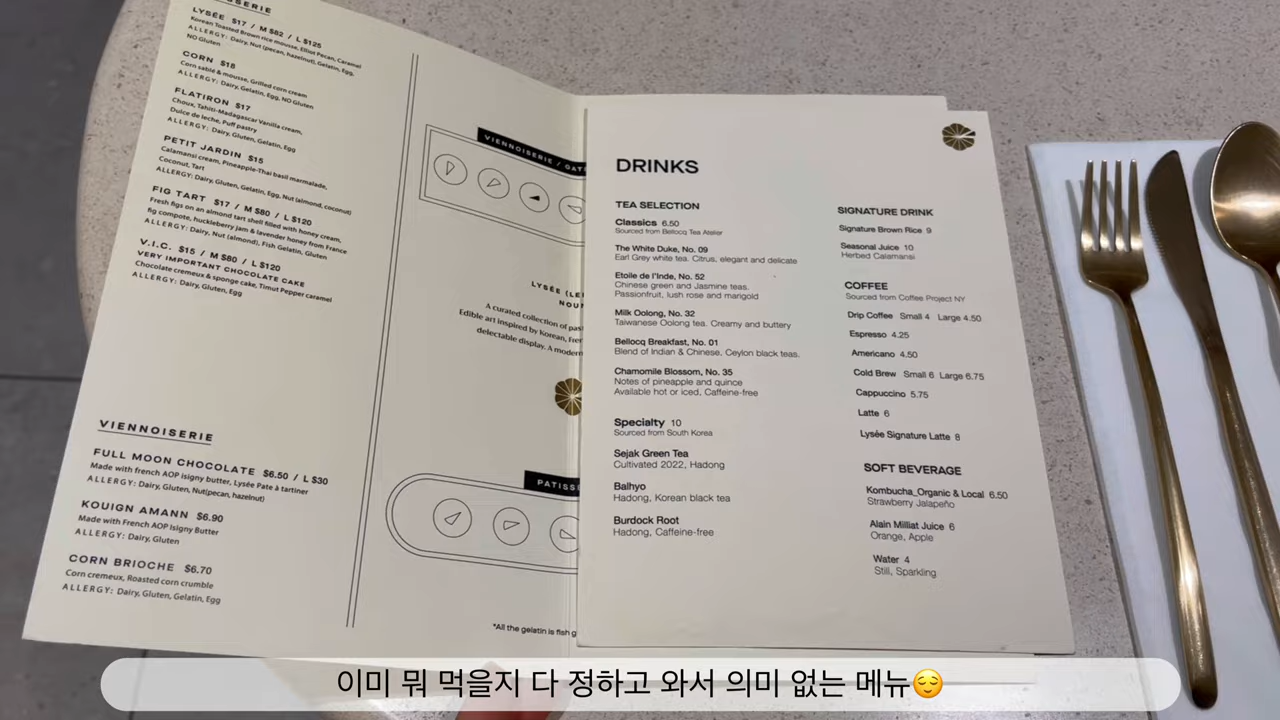 LYSÉE $17 / M $82 / L $125
Korean Toasted Brown rice mousse, Elliot Pecan, Caramel
ALLERGY: Dairy, Nut (pecan, hazelnut), Gelatin, Egg,
NO Gluten
CORN $18
Corn sablé & mousse, Grilled corn cream
ALLERGY: Dairy, Gelatin, Egg, NO Gluten
FLATIRON $17
Choux, Tahiti-Madagascar Vanilla cream,
Dulce de leche, Puff pastry
ALLERGY: Dairy, Gluten, Gelatin, Egg
PETIT JARDIN $15
Calamansi cream, Pineapple-Thai basil marmalade,
Coconut, Tart
ALLERGY: Dairy, Gluten, Gelatin, Egg, Nut (almond, coconut)
FIG TART $17 / M $80 / L $120
Fresh figs on an almond tart shell filled with honey cream,
fig compote, huckleberry jam & lavender honey from France
ALLERGY: Dairy, Nut (almond), Fish Gelatin, Gluten
V.I.C. $15 / M $80 / L $120
VERY IMPORTANT CHOCOLATE CAKE
Chocolate cremeux & sponge cake, Timut Pepper caramel
ALLERGY: Dairy, Gluten, Egg
VIENNOISERIE
FULL MOON CHOCOLATE $6.50 / L $30
Made with french AOP isigny butter, Lysée Pate à tartiner
ALLERGY: Dairy, Gluten, Nut(pecan, hazelnut)
KOUIGN AMANN $6.90
Made with French AOP Isigny Butter
ALLERGY: Dairy, Gluten
CORN BRIOCHE $6.70
Corn cremeux, Roasted corn crumble
ALLERGY: Dairy, Gluten, Gelatin, Egg
VIENNOISERIE /
LYSÉE
A curated collection of
Edible art inspired by Korean,
delectable display. A modern
PATISS
*All the gelatin is fish
DRINKS
TEA SELECTION
Classics 6.50
Sourced from Bellocq Tea Atelier
The White Duke, No. 09
Earl Grey white tea. Citrus, elegant and delicate
Etoile de l'Inde, No. 52
Chinese green and Jasmine teas.
Passionfruit, lush rose and marigold
Milk Oolong, No. 32
Taiwanese Oolong tea. Creamy and buttery
Bellocq Breakfast, No. 01
Blend of Indian & Chinese, Ceylon black teas.
Chamomile Blossom, No. 35
Notes of pineapple and quince
Available hot or iced, Caffeine-free
Specialty 10
Sourced from South Korea
Sejak Green Tea
Cultivated 2022, Hadong
Balhyo
Hadong, Korean black tea
Burdock Root
Hadong, Caffeine-free
SIGNATURE DRINK
Signature Brown Rice 9
Seasonal Juice 10
Herbed Calamansi
COFFEE
Sourced from Coffee Project NY
Drip Coffee Small 4 Large 4.50
Espresso 4.25
Americano 4.50
Cold Brew Small 6 Large 6.75
Cappuccino 5.75
Latte 6
Lysée Signature Latte 8
SOFT BEVERAGE
Kombucha_Organic & Local 6.50
Strawberry Jalapeño
Alain Milliat Juice 6
Orange, Apple
Water 4
Still, Sparkling
이미 뭐 먹을지 다 정하고 와서 의미 없는 메뉴😌